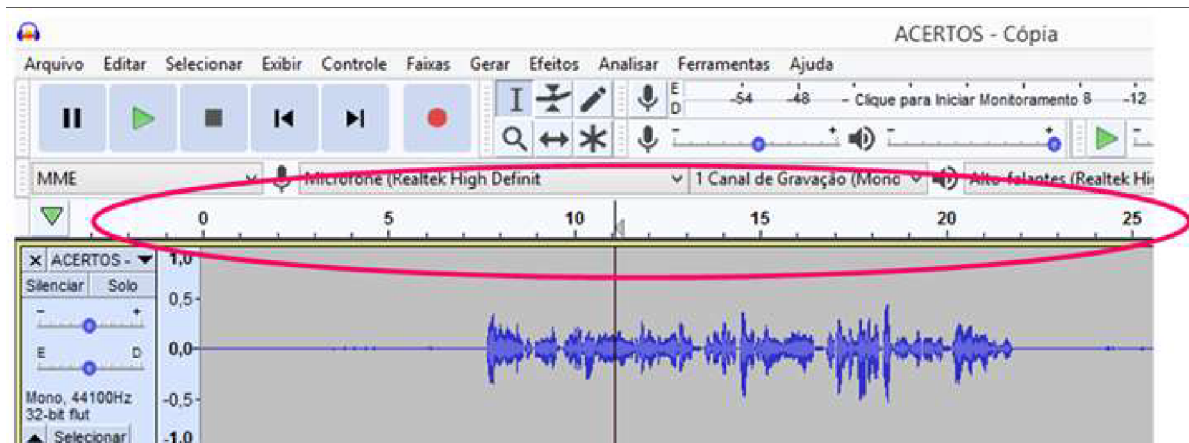 ACERTOS - Cópia
Arquivo Editar Selecionar Exibir Controle Faixas Gerar Efeitos Analisar Ferramentas Ajuda
E
D
-54 -48 - Clique para Iniciar Monitoramento 8 -12
- + - + -
MME Microfone (Realtek High Definit 1 Canal de Gravação (Mono Alto-falantes (Realtek Hi
0 5 10 15 20 25
× ACERTOS - 1,0
Silenciar Solo
0,5
- +
E D
0,0
Mono, 44100Hz
-0,5
32-bit flut
Selecionar
-1,0